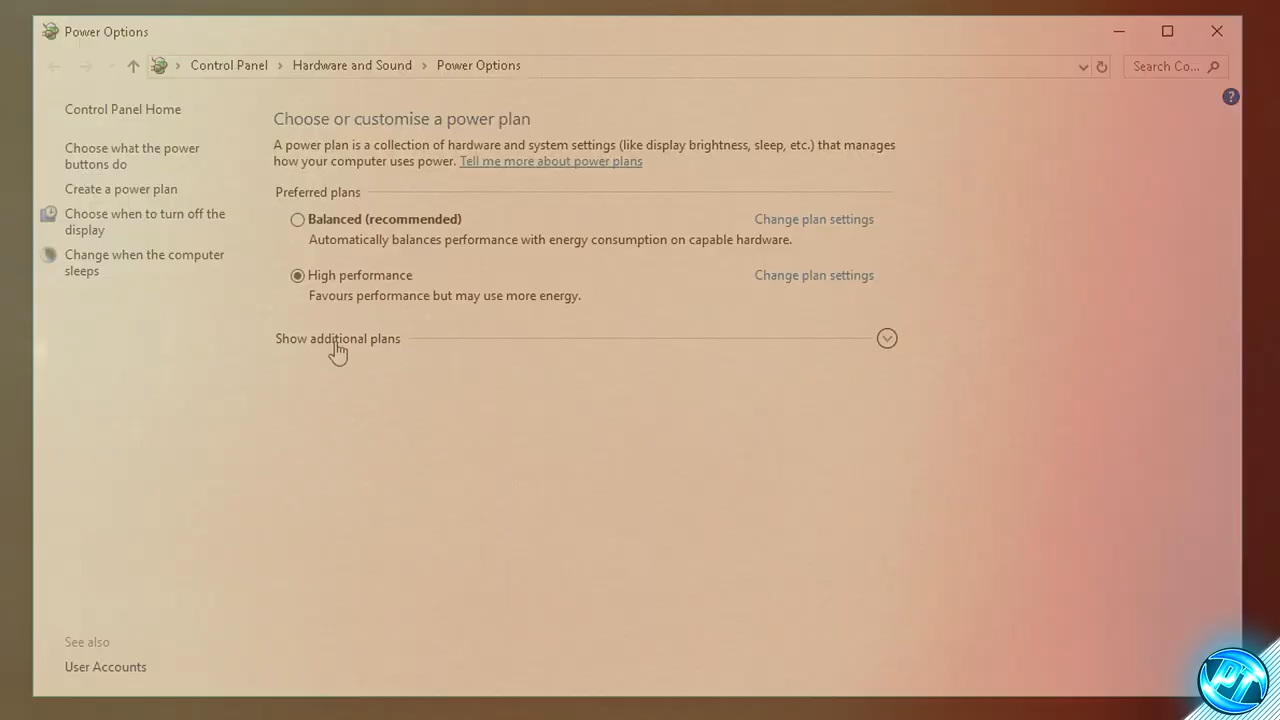 Power Options
Control Panel > Hardware and Sound > Power Options
Search Co...
Control Panel Home
Choose what the power
buttons do
Create a power plan
Choose when to turn off the
display
Change when the computer
sleeps
Choose or customise a power plan
A power plan is a collection of hardware and system settings (like display brightness, sleep, etc.) that manages
how your computer uses power. Tell me more about power plans
Preferred plans
Balanced (recommended) Change plan settings
Automatically balances performance with energy consumption on capable hardware.
High performance Change plan settings
Favours performance but may use more energy.
Show additional plans
See also
User Accounts
?
PT